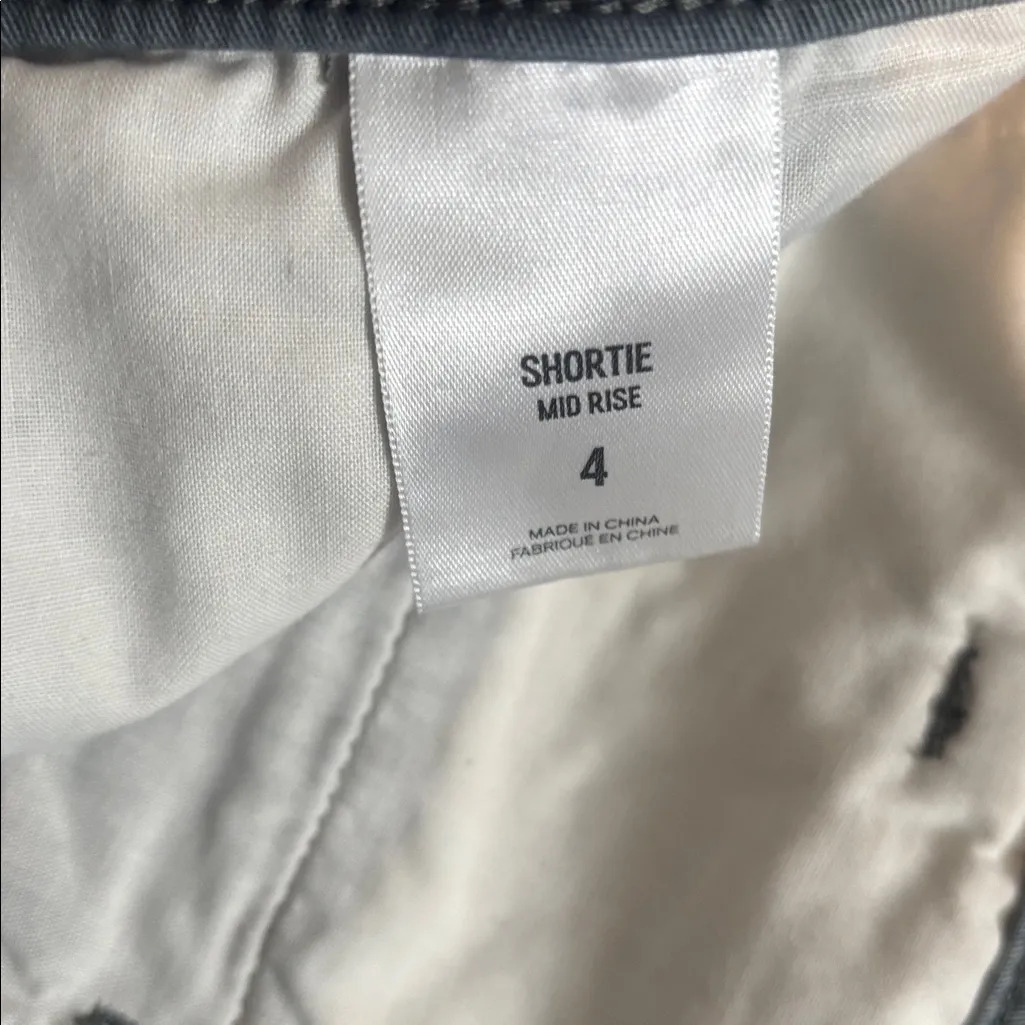 SHORTIE
MID RISE
4
MADE IN CHINA
FABRIQUÉ EN CHINE